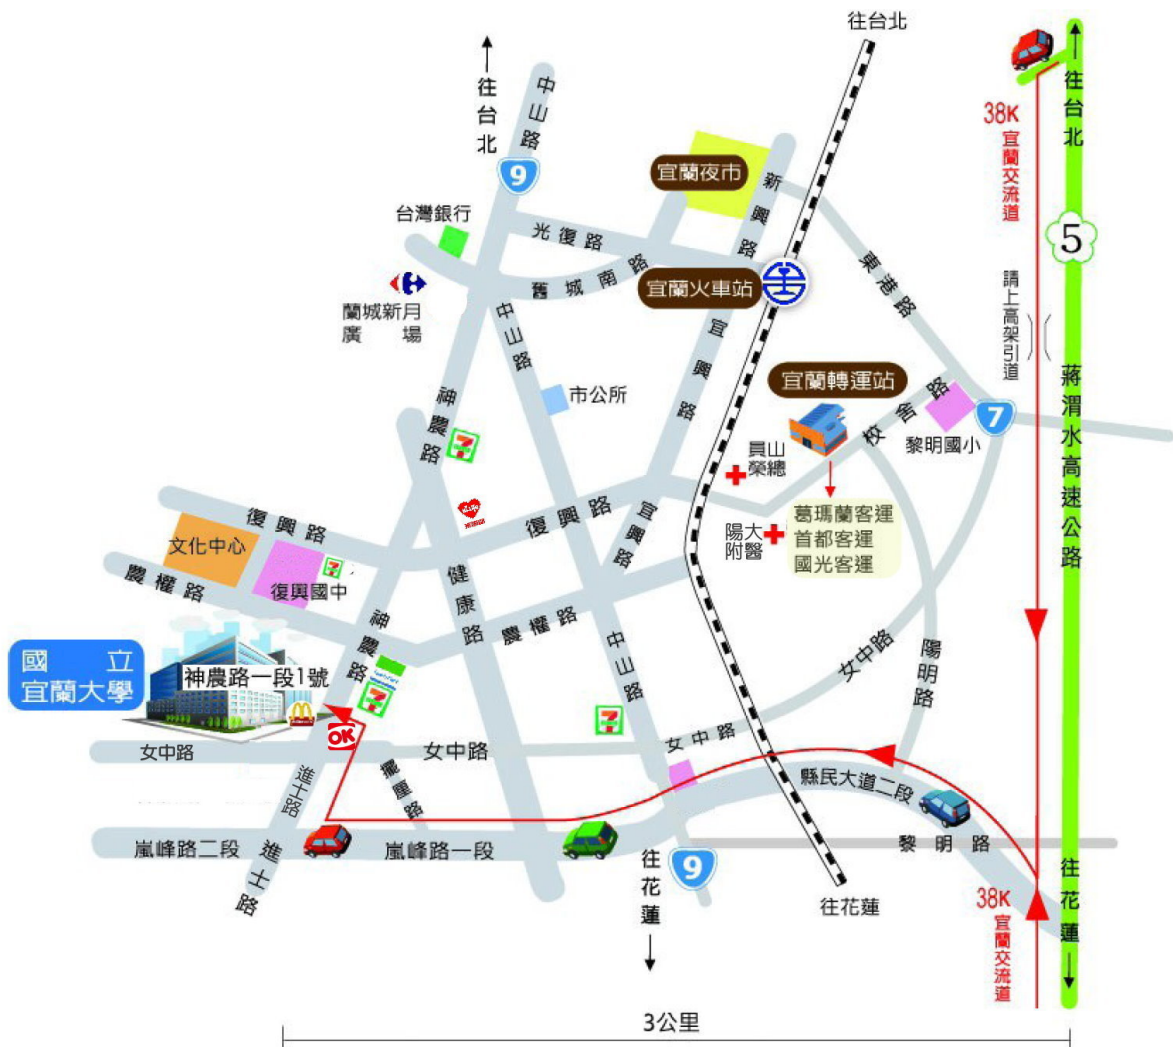 往台北
往台北
中山路
9
宜蘭夜市
新興路
38K
宜蘭交流道
往台北
5
台灣銀行
光復路
舊城南路
宜蘭火車站
東港路
蘭城新月
廣場
中山路
宜興路
請上高架引道
蔣渭水高速公路
宜蘭轉運站
市公所
神農路
7
校舍路
黎明國小
7
員山
榮總
陽大
附醫
葛瑪蘭客運
首都客運
國光客運
復興路
復興路
宜興路
文化中心
復興國中
7
農權路
健康路
農權路
神農路
中山路
女中路
陽明路
國立
宜蘭大學
神農路一段1號
7
7
OK
女中路
女中路
女中路
進士路
擺厘路
縣民大道二段
嵐峰路二段
進士路
嵐峰路一段
黎明路
9
往花蓮
往花蓮
38K
宜蘭交流道
往花蓮
3公里